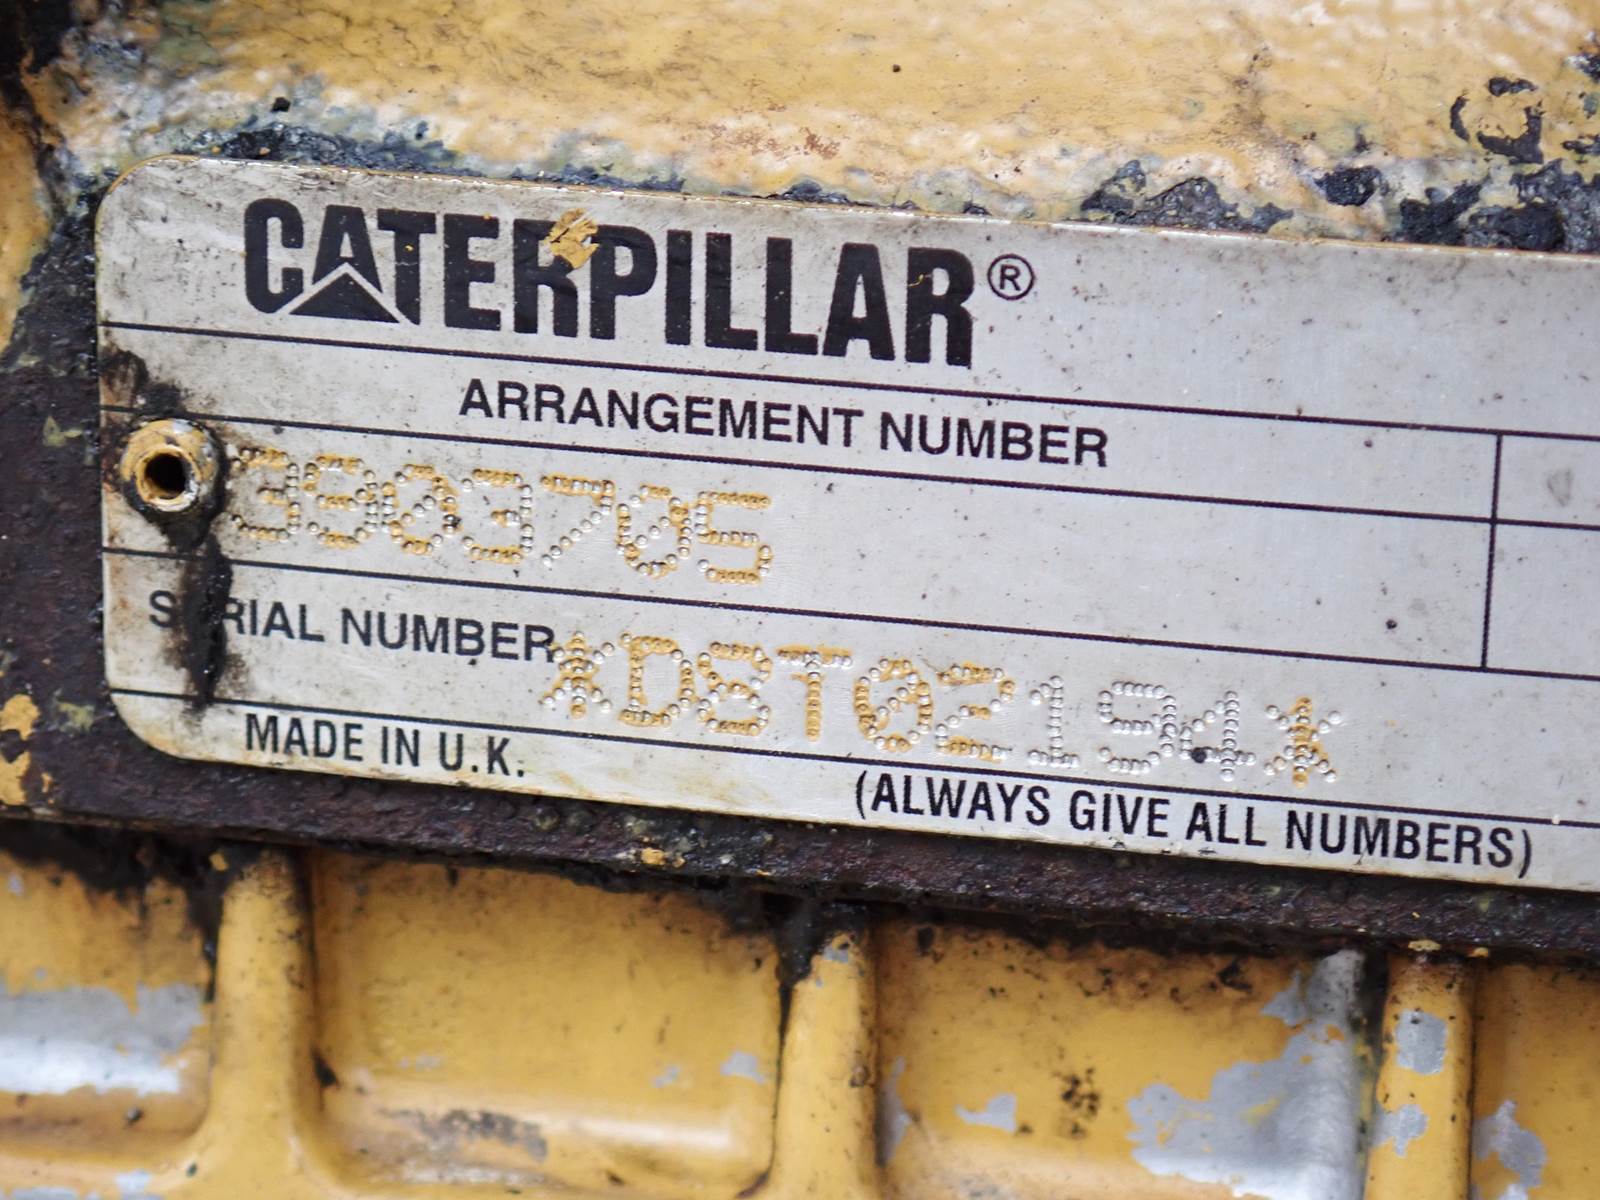 CATERPILLAR®
ARRANGEMENT NUMBER
3903705
SERIAL NUMBER *D8T02194*
MADE IN U.K.
(ALWAYS GIVE ALL NUMBERS)